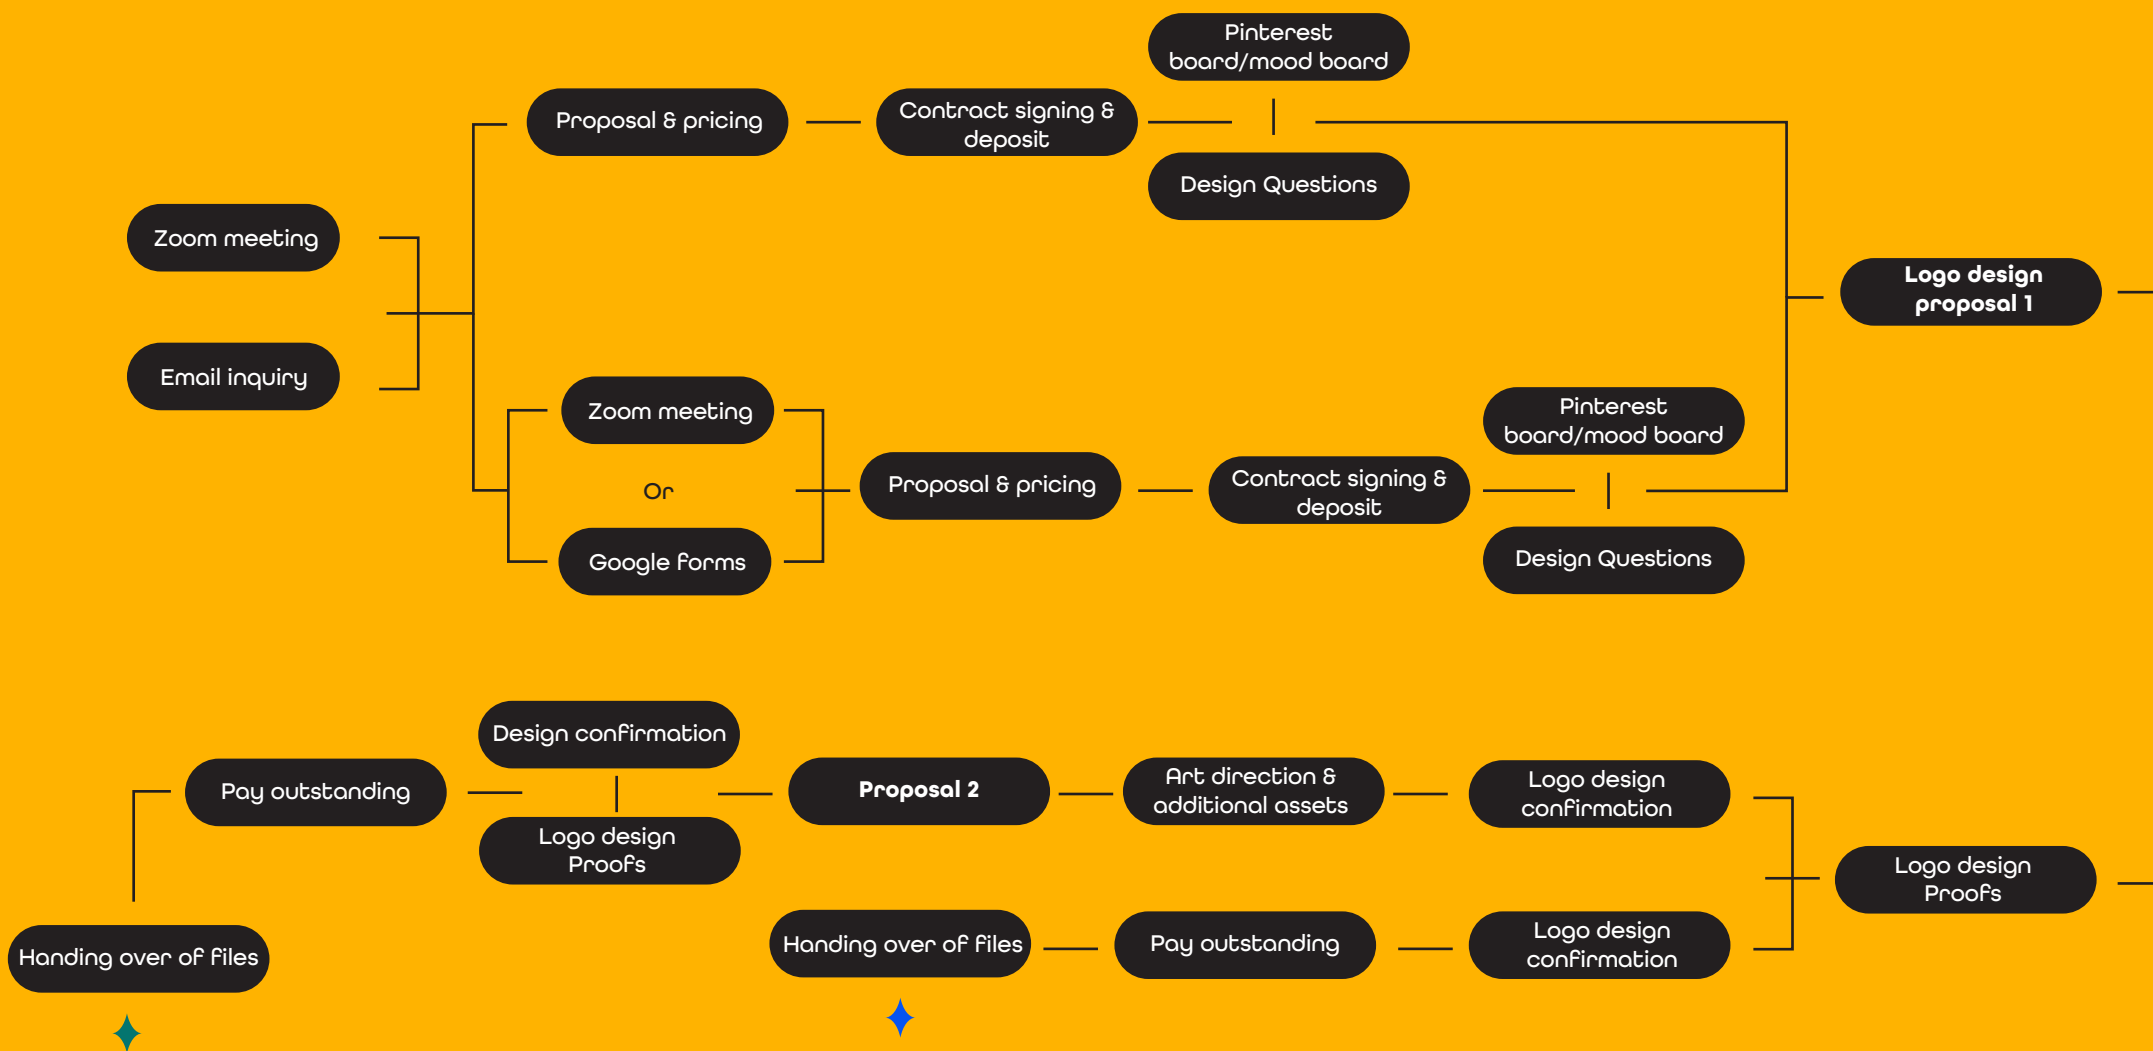 Pinterest
board/mood board
Proposal & pricing
Contract signing &
deposit
Design Questions
Zoom meeting
Email inquiry
Logo design
proposal 1
Zoom meeting
Or
Google forms
Proposal & pricing
Contract signing &
deposit
Pinterest
board/mood board
Design Questions
Logo design
Proofs
Logo design
confirmation
Art direction &
additional assets
Proposal 2
Design confirmation
Logo design
Proofs
Pay outstanding
Handing over of files
Logo design
confirmation
Pay outstanding
Handing over of files